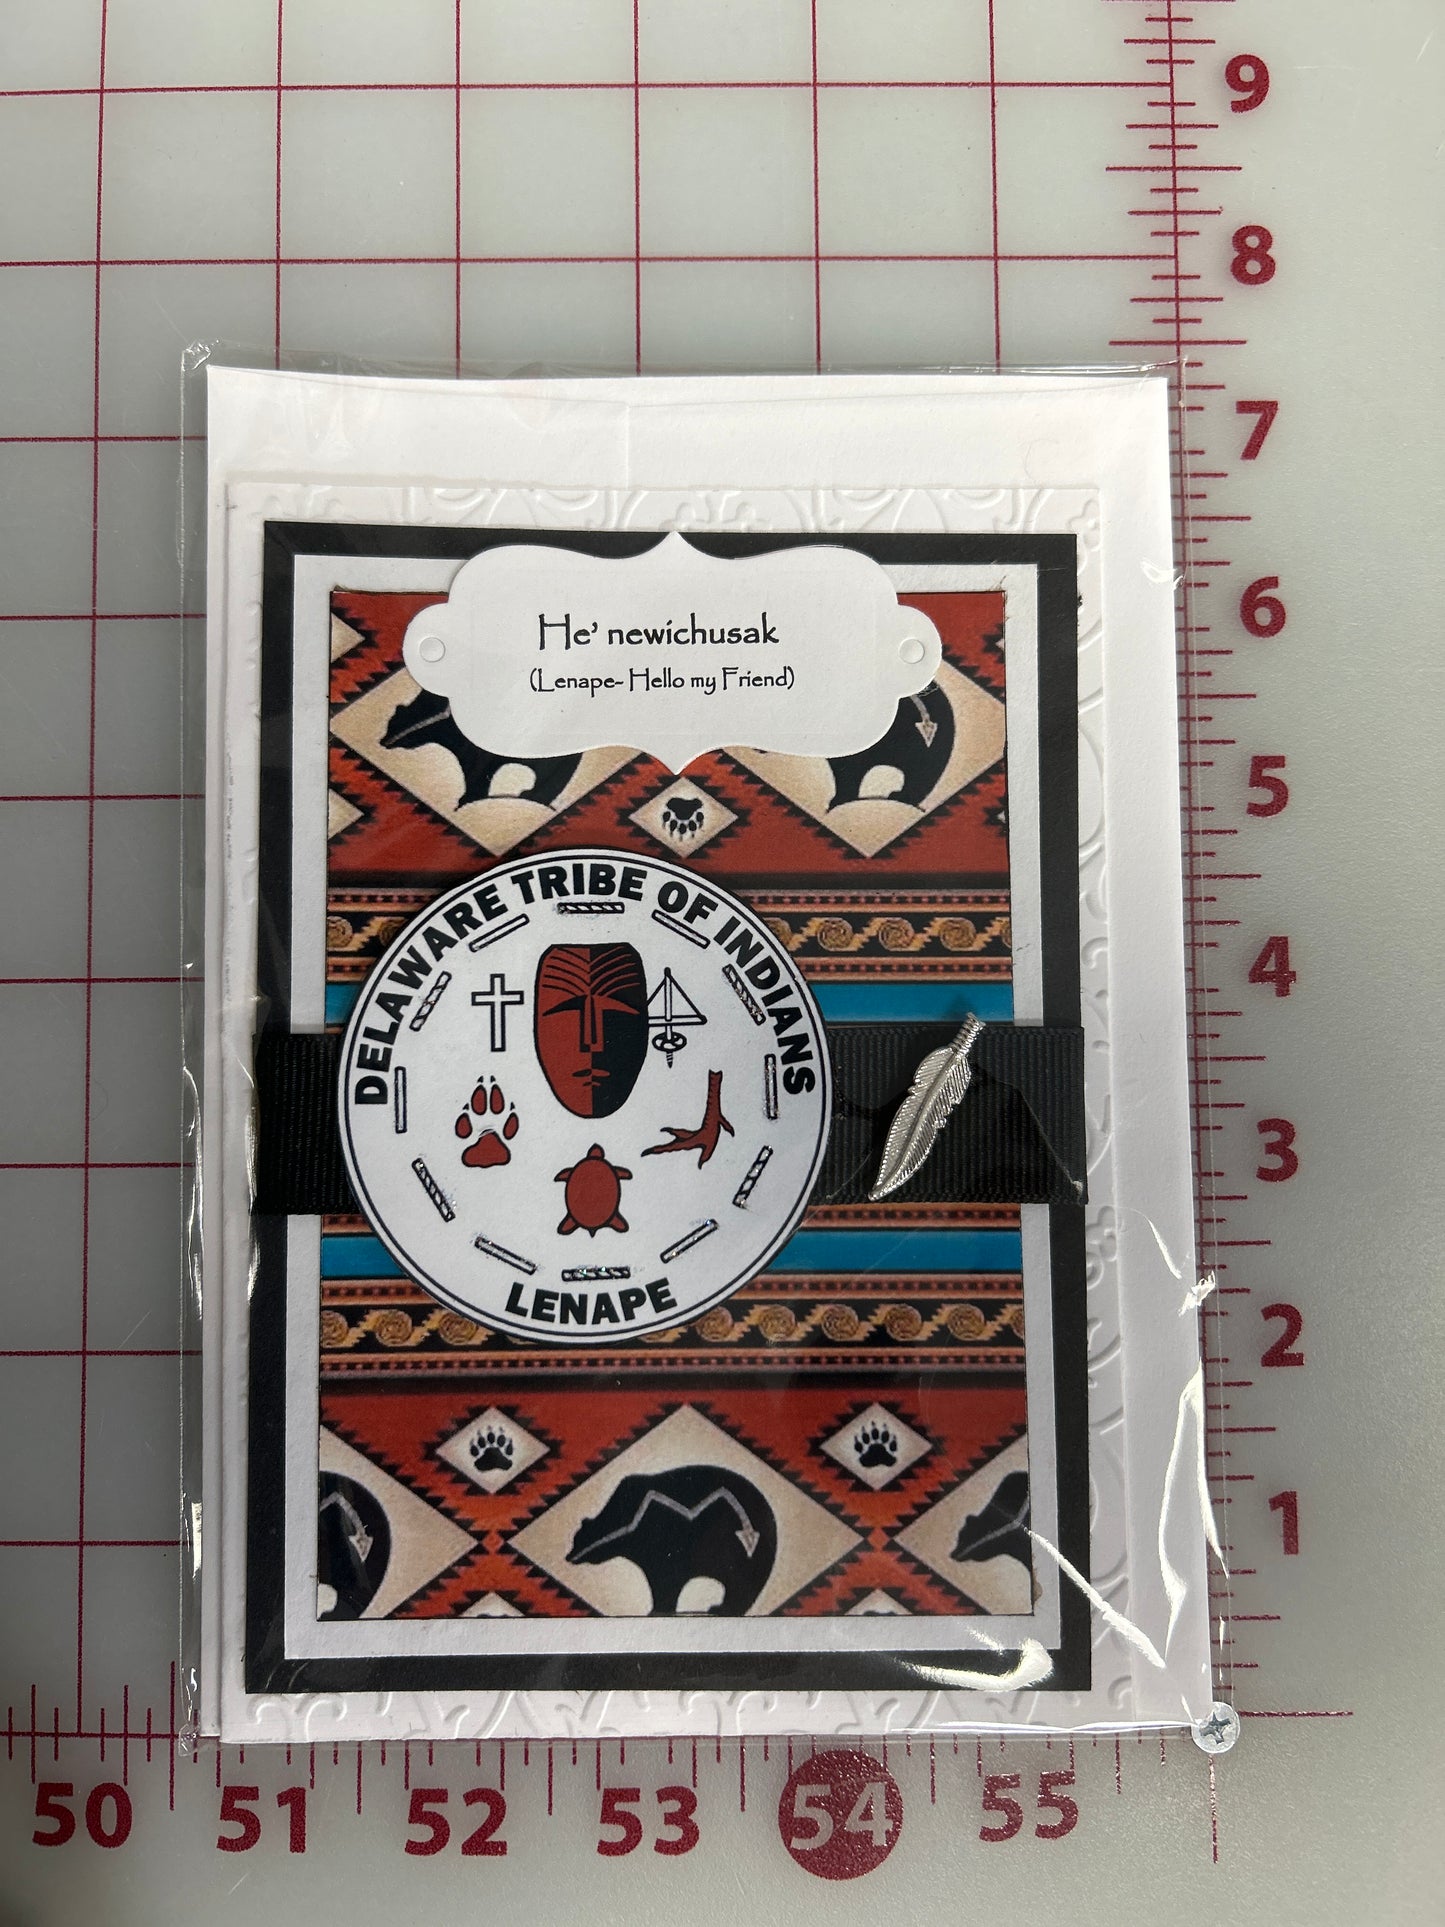 9
8
7
6
5
4
3
2
1
He' newichusak
(Lenape- Hello my Friend)
DELAWARE TRIBE OF INDIANS
LENAPE
50 51 52 53 54 55